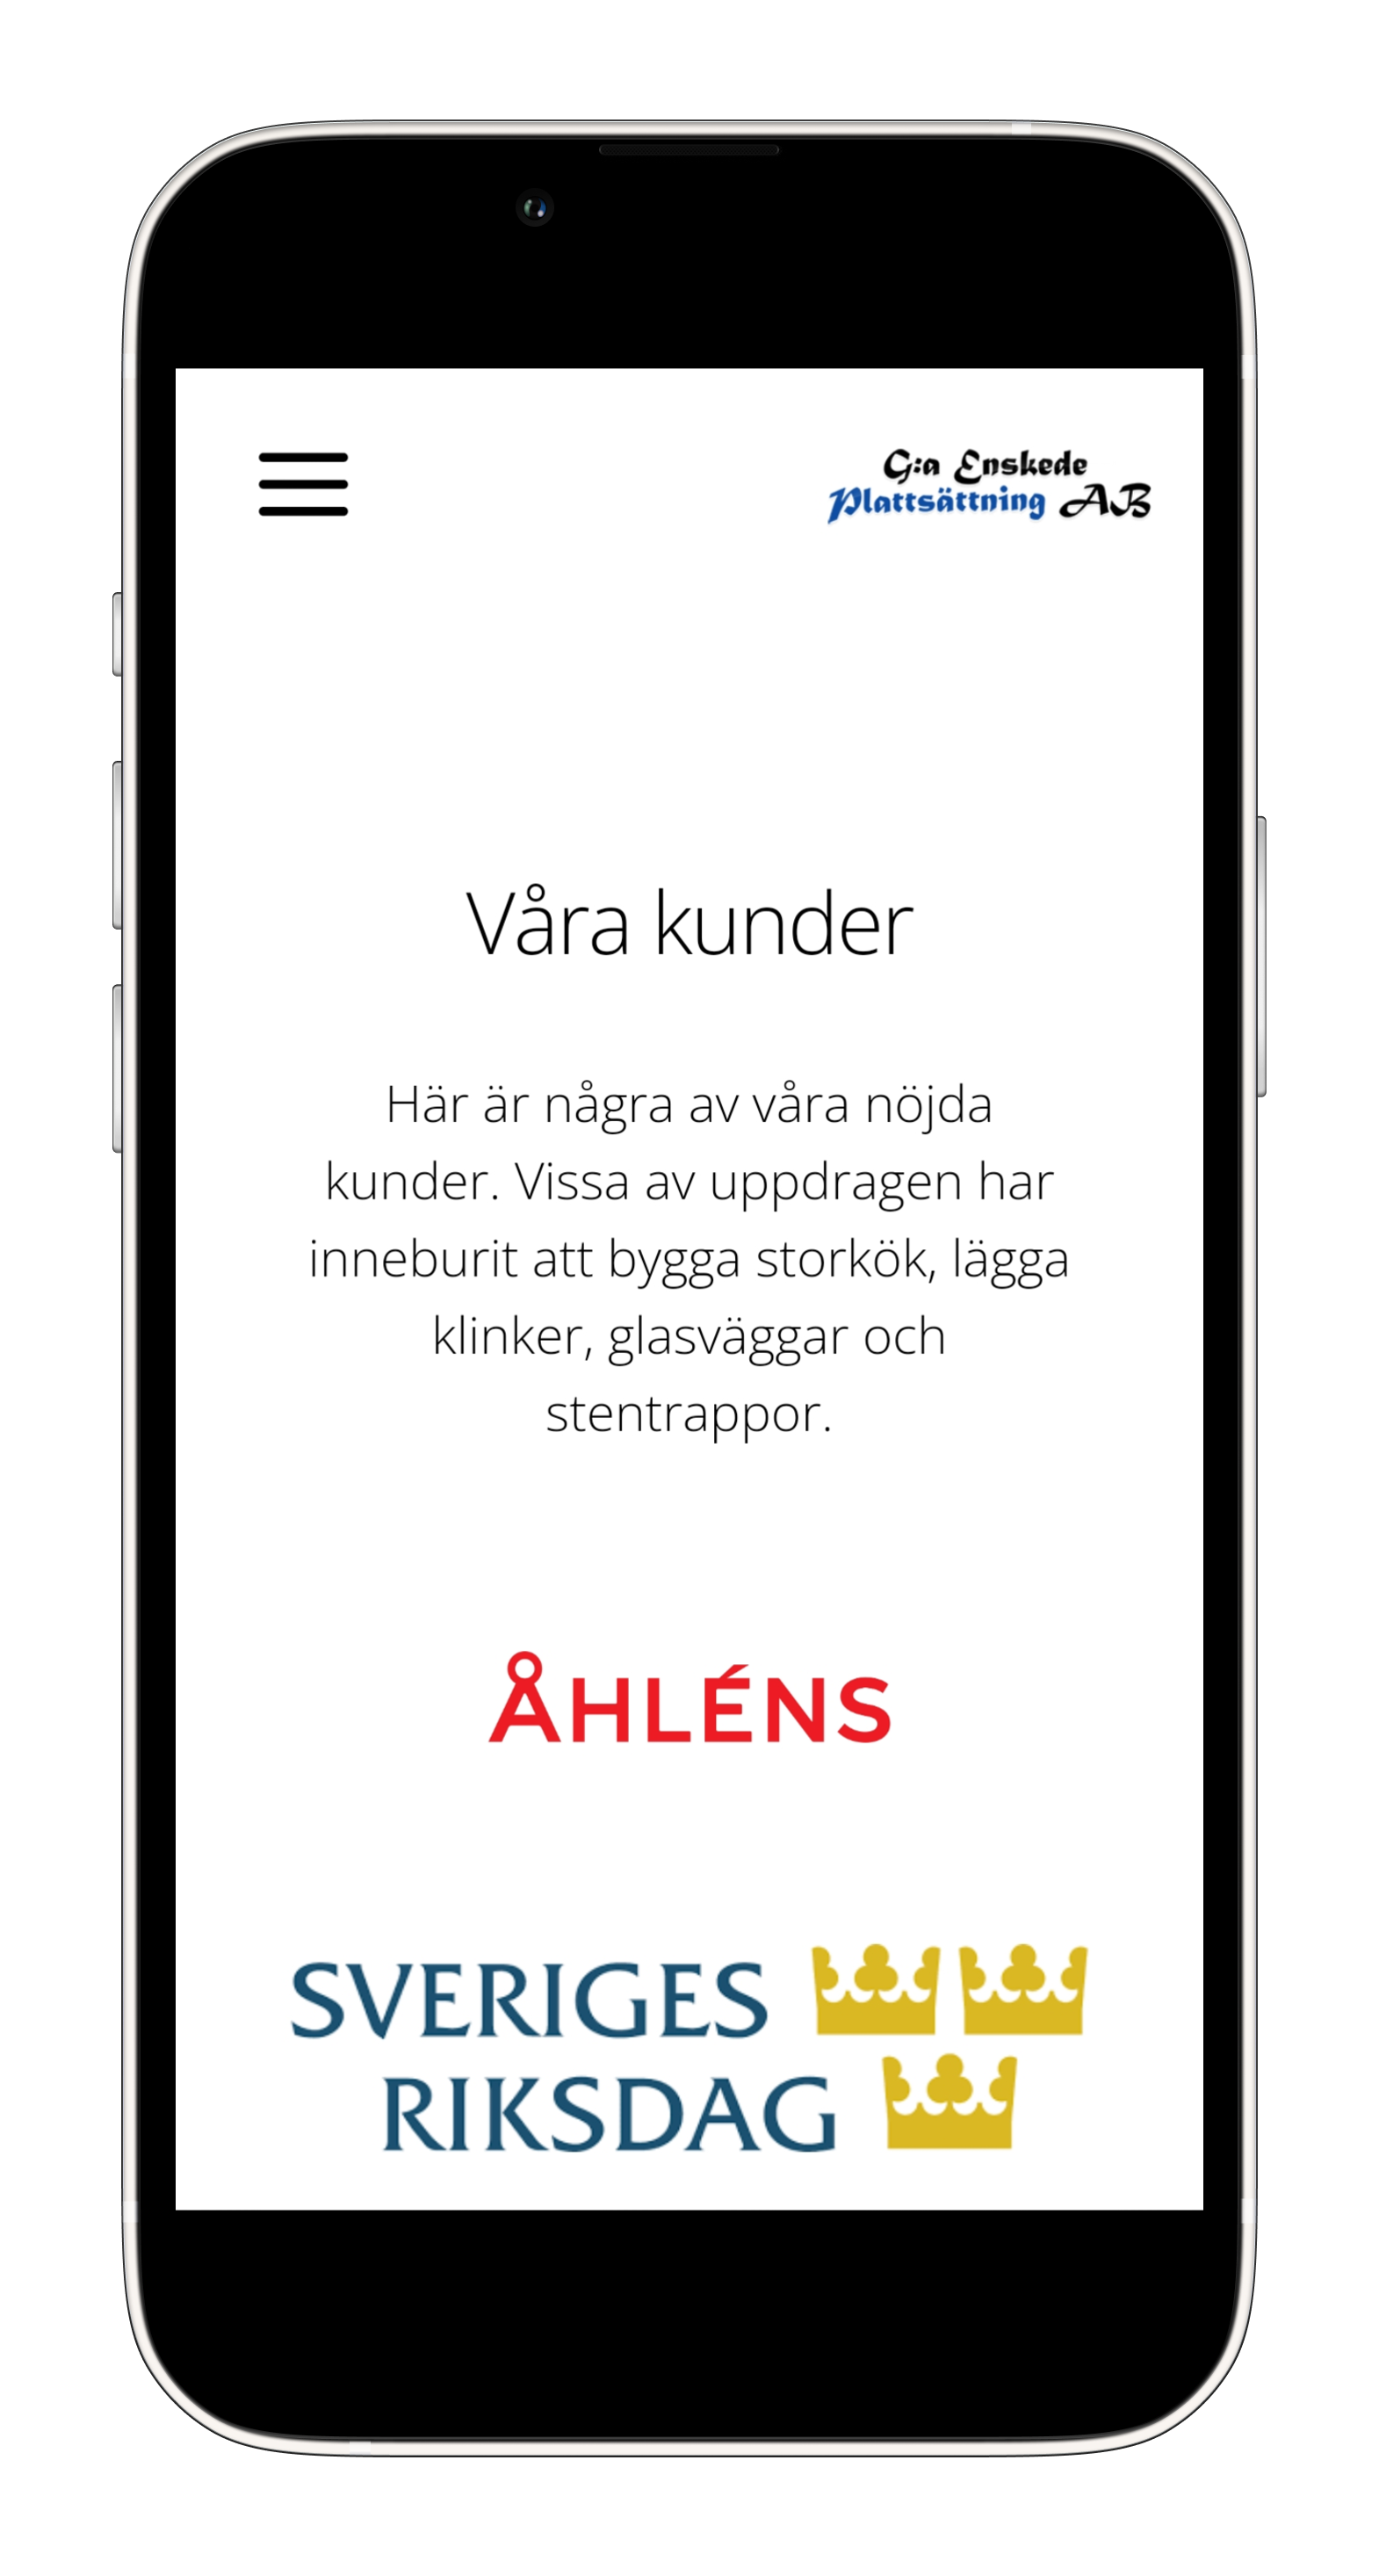 G:a Enskede
Plattsättning AB
Våra kunder
Här är några av våra nöjda
kunder. Vissa av uppdragen har
inneburit att bygga storkök, lägga
klinker, glasväggar och
stentrappor.
ÅHLÉNS
SVERIGES
RIKSDAG